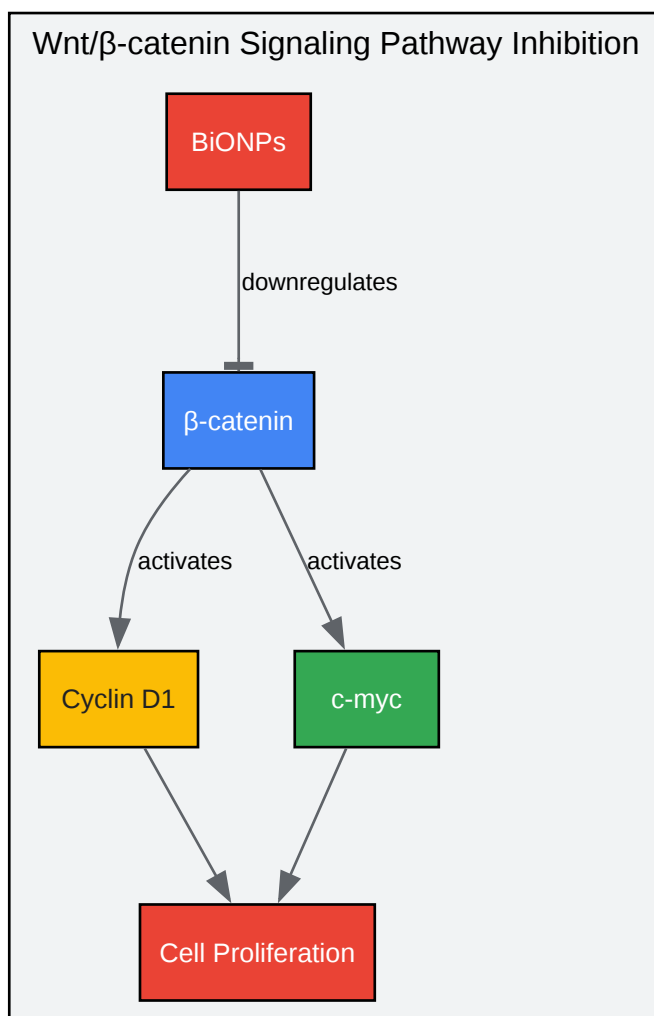 Wnt/β-catenin Signaling Pathway Inhibition
BiONPs
downregulates
β-catenin
activates
activates
Cyclin D1
c-myc
Cell Proliferation